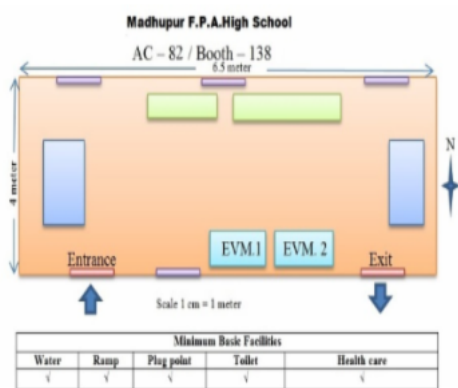 Madhupur F.P.A.High School
AC – 82 / Booth – 138
6.5 meter
4 meter
N
EVM.1 EVM. 2
Entrance Exit
Scale 1 cm = 1 meter
Minimum Basic Facilities
Water Ramp Plug point Toilet Health care
√ √ √ √ √